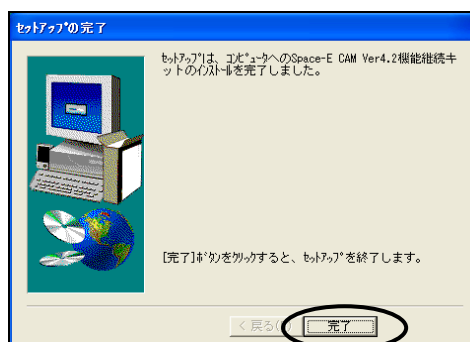 ｾｯﾄｱｯﾌﾟの完了
ｾｯﾄｱｯﾌﾟは、ｺﾝﾋﾟｭｰﾀへのSpace-E CAM Ver4.2機能継続キ
ットのｲﾝｽﾄｰﾙを完了しました。
[完了]ﾎﾞﾀﾝをｸﾘｯｸすると、ｾｯﾄｱｯﾌﾟを終了します。
< 戻る(
完了